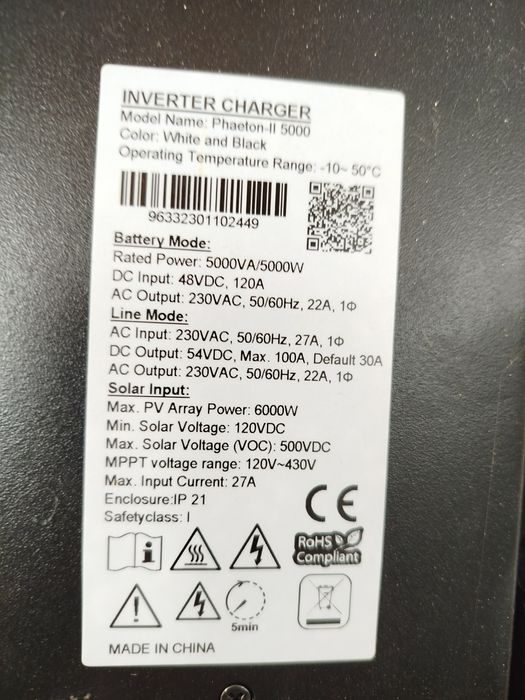 INVERTER CHARGER
Model Name: Phaeton-II 5000
Color: White and Black
Operating Temperature Range: -10~ 50°C
96332301102449
Battery Mode:
Rated Power: 5000VA/5000W
DC Input: 48VDC, 120A
AC Output: 230VAC, 50/60Hz, 22A, 1Φ
Line Mode:
AC Input: 230VAC, 50/60Hz, 27A, 1Φ
DC Output: 54VDC, Max. 100A, Default 30A
AC Output: 230VAC, 50/60Hz, 22A, 1Φ
Solar Input:
Max. PV Array Power: 6000W
Min. Solar Voltage: 120VDC
Max. Solar Voltage (VOC): 500VDC
MPPT voltage range: 120V~430V
Max. Input Current: 27A
Enclosure:IP 21
Safetyclass: I
CE
RoHS
Compliant
5min
MADE IN CHINA